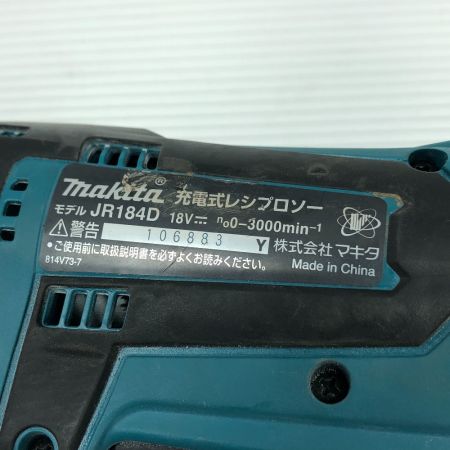 makita® 充電式レシプロソー
モデル JR184D 18V⎓ n₀0-3000min⁻¹
⚠警告 106883 Y 株式会社 マキタ
●ご使用前に取扱説明書を必ずよくお読みください。 Made in China
814V73-7